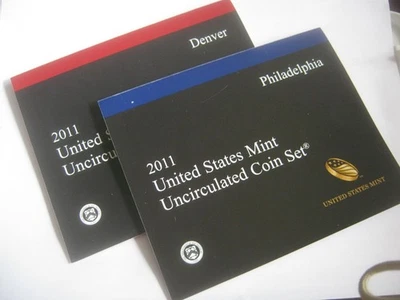 Denver
2011
United S
Uncirculat
Philadelphia
2011
United States Mint
Uncirculated Coin Set®
UNITED STATES MINT